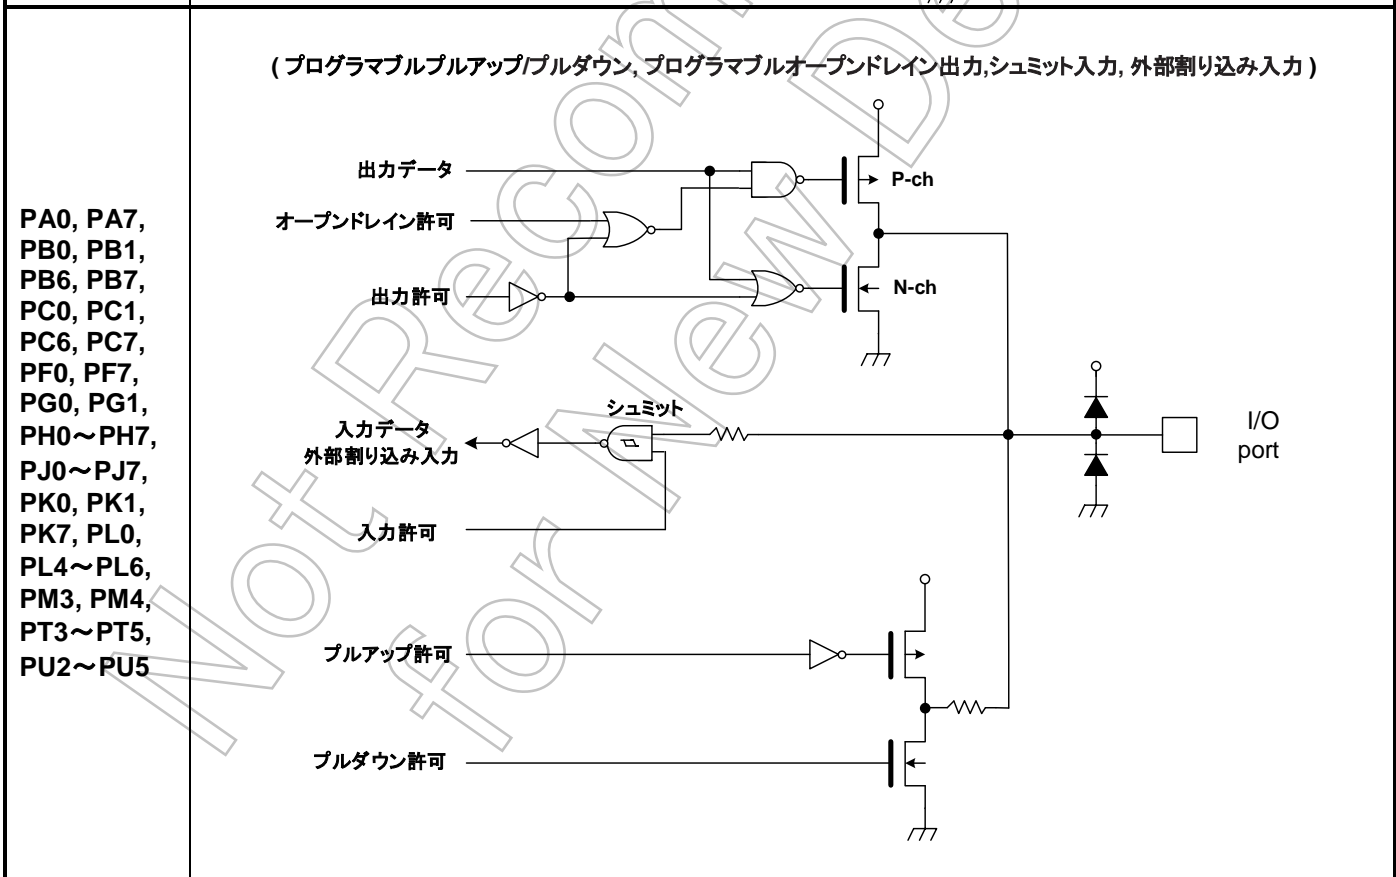 ( プログラマブルプルアップ/プルダウン, プログラマブルオープンドレイン出力,シュミット入力, 外部割り込み入力 )
PA0, PA7,
PB0, PB1,
PB6, PB7,
PC0, PC1,
PC6, PC7,
PF0, PF7,
PG0, PG1,
PH0～PH7,
PJ0～PJ7,
PK0, PK1,
PK7, PL0,
PL4～PL6,
PM3, PM4,
PT3～PT5,
PU2～PU5
出力データ
P-ch
オープンドレイン許可
出力許可
N-ch
シュミット
入力データ
外部割り込み入力
I/O
port
入力許可
プルアップ許可
プルダウン許可
Not Recom
for New De